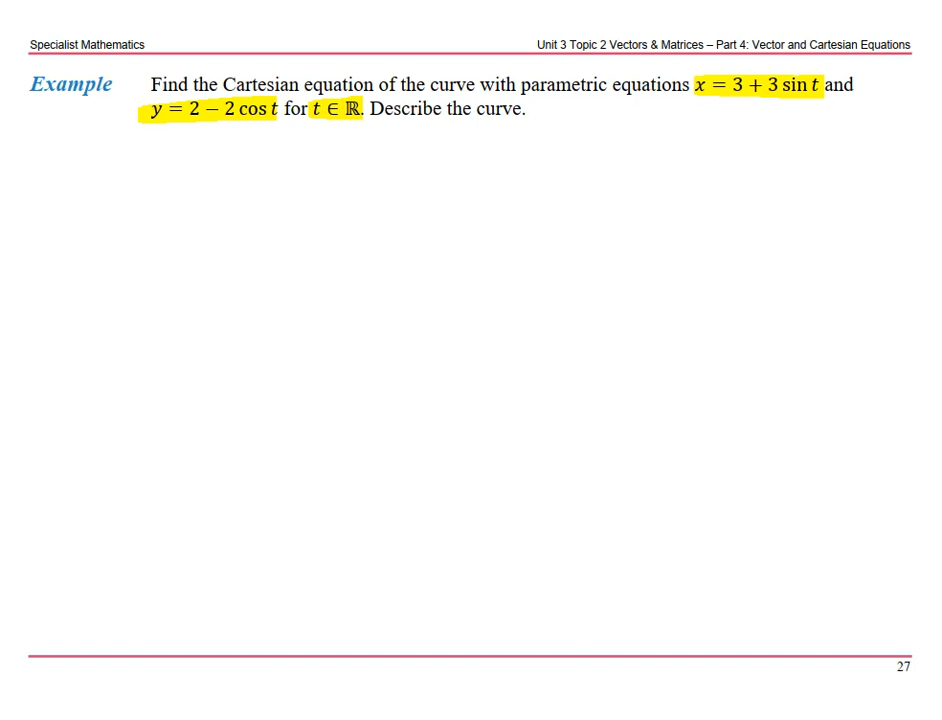 Specialist Mathematics
Unit 3 Topic 2 Vectors & Matrices – Part 4: Vector and Cartesian Equations
Example Find the Cartesian equation of the curve with parametric equations x = 3 + 3 sin t and
y = 2 − 2 cos t for t ∈ ℝ. Describe the curve.
27